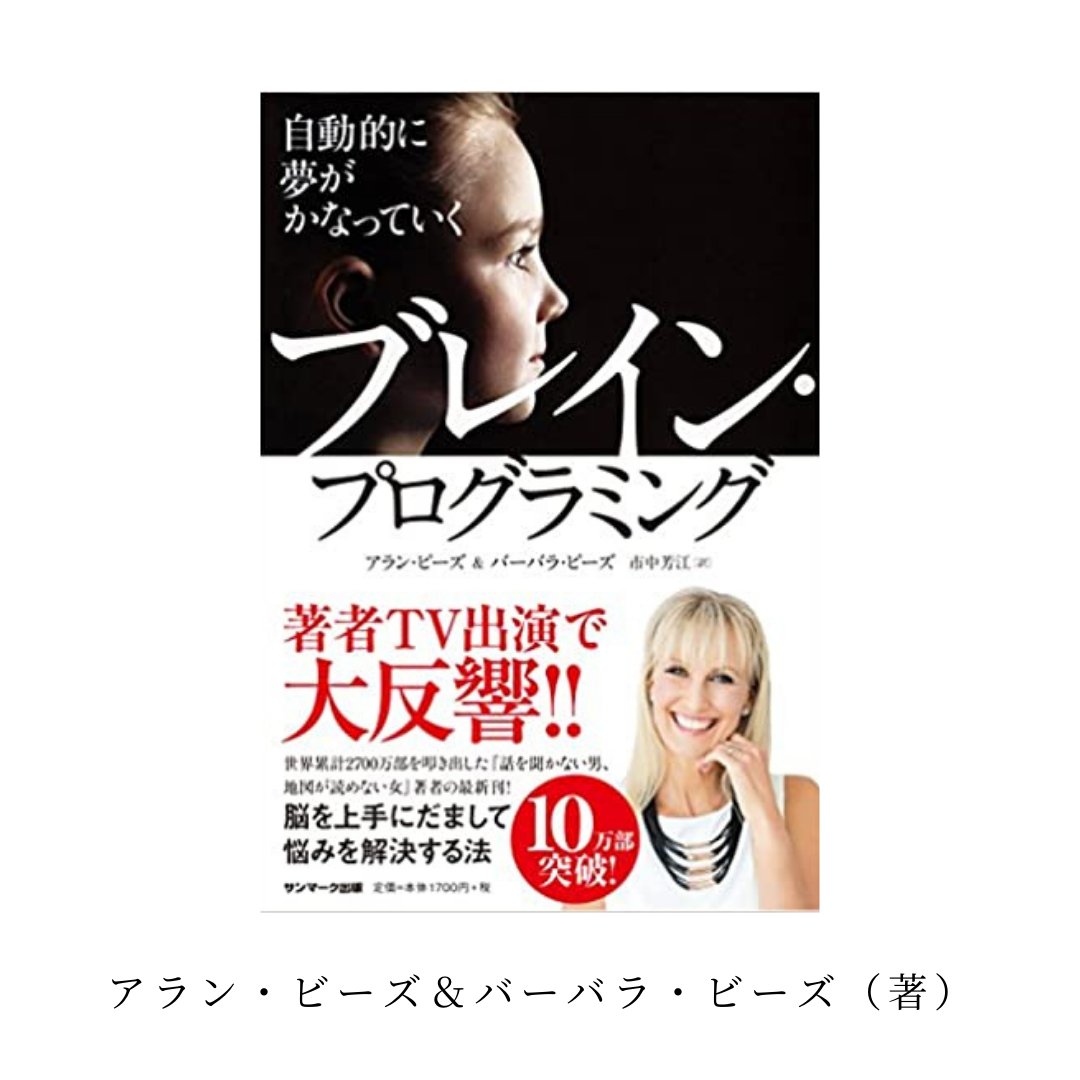 自動的に
夢が
かなっていく
ブレイン・
プログラミング
アラン・ピーズ & バーバラ・ピーズ 市中芳江 訳
著者TV出演で
大反響!!
世界累計2700万部を叩き出した『話を聞かない男、
地図が読めない女』著者の最新刊!
脳を上手にだまして
悩みを解決する法
10万部
突破!
サンマーク出版 定価=本体1700円+税
アラン・ビーズ&バーバラ・ビーズ（著）